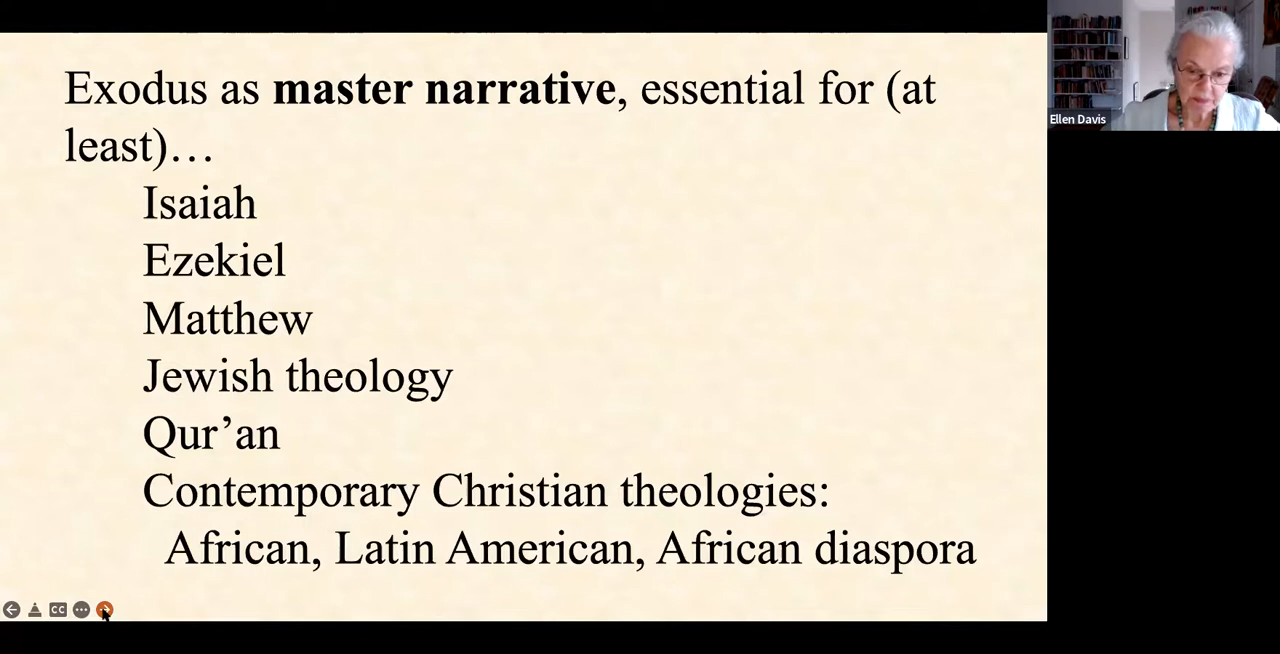 Exodus as master narrative, essential for (at
least)…
Isaiah
Ezekiel
Matthew
Jewish theology
Qur’an
Contemporary Christian theologies:
African, Latin American, African diaspora
CC
Ellen Davis